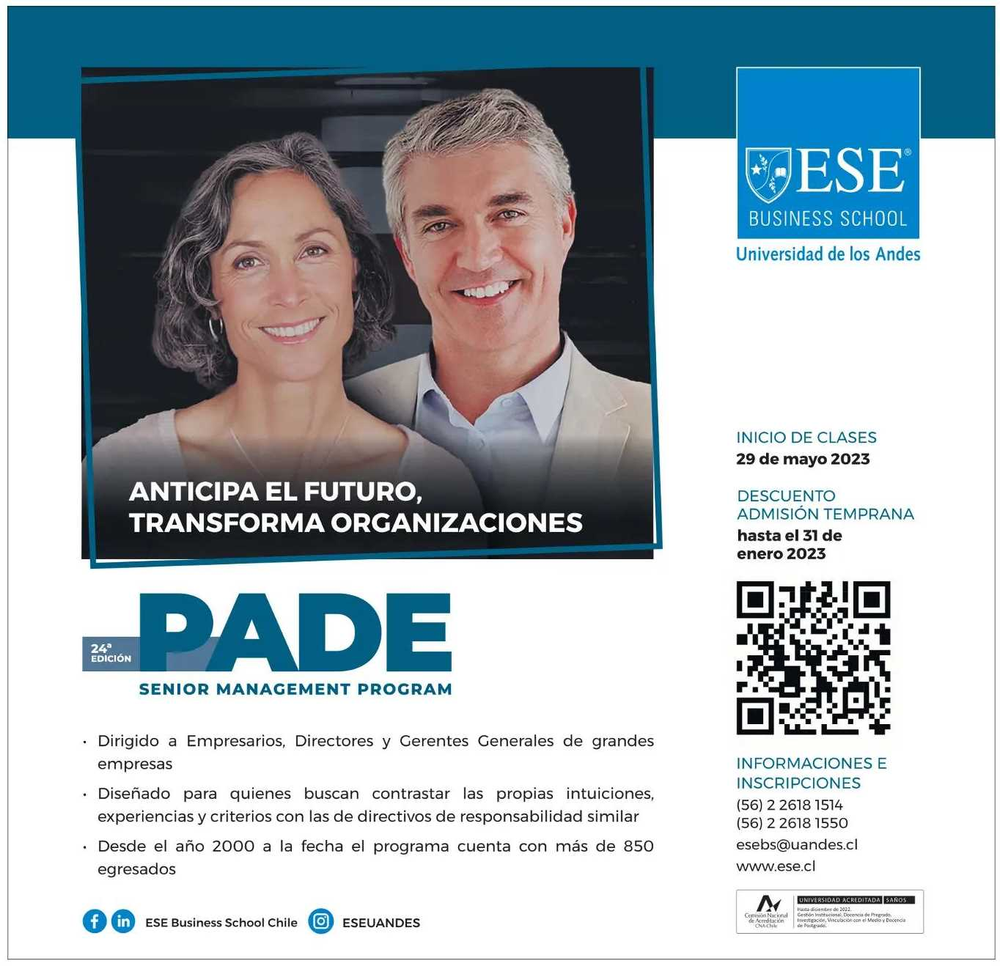 ESE®
BUSINESS SCHOOL
Universidad de los Andes
ANTICIPA EL FUTURO,
TRANSFORMA ORGANIZACIONES
24ª
EDICIÓN
PADE
SENIOR MANAGEMENT PROGRAM
• Dirigido a Empresarios, Directores y Gerentes Generales de grandes
empresas
• Diseñado para quienes buscan contrastar las propias intuiciones,
experiencias y criterios con las de directivos de responsabilidad similar
• Desde el año 2000 a la fecha el programa cuenta con más de 850
egresados
ESE Business School Chile
ESEUANDES
INICIO DE CLASES
29 de mayo 2023
DESCUENTO
ADMISIÓN TEMPRANA
hasta el 31 de
enero 2023
INFORMACIONES E
INSCRIPCIONES
(56) 2 2618 1514
(56) 2 2618 1550
esebs@uandes.cl
www.ese.cl
Comisión Nacional
de Acreditación
CNA-Chile
UNIVERSIDAD ACREDITADA 5AÑOS
Hasta diciembre de 2022.
Gestión Institucional, Docencia de Pregrado,
Investigación, Vinculación con el Medio y Docencia
de Postgrado.